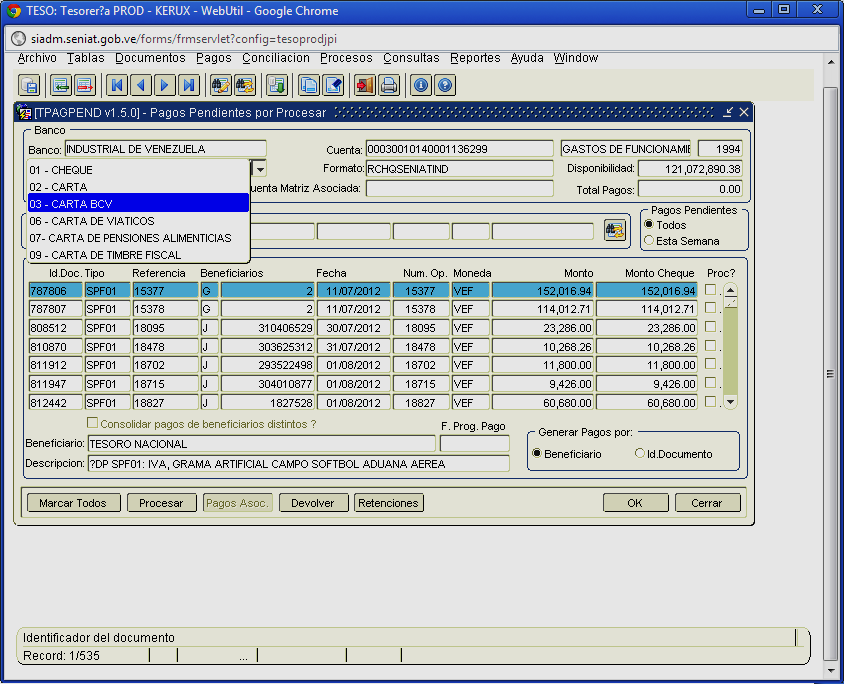 TESO: Tesorer?a PROD - KERUX - WebUtil - Google Chrome
siadm.seniat.gob.ve/forms/frmservlet?config=tesoprodjpi
Archivo Tablas Documentos Pagos Conciliacion Procesos Consultas Reportes Ayuda Window
[TPAGPEND v1.5.0] - Pagos Pendientes por Procesar
Banco
Banco: INDUSTRIAL DE VENEZUELA Cuenta: 00030010140001136299 GASTOS DE FUNCIONAMIE 1994
01 - CHEQUE Formato: RCHQSENIATIND Disponibilidad: 121,072,890.38
02 - CARTA uenta Matriz Asociada: Total Pagos: 0.00
03 - CARTA BCV
06 - CARTA DE VIATICOS
07- CARTA DE PENSIONES ALIMENTICIAS
09 - CARTA DE TIMBRE FISCAL
Pagos Pendientes
Todos
Esta Semana
Id.Doc. Tipo Referencia Beneficiarios Fecha Num. Op. Moneda Monto Monto Cheque Proc?
787806 SPF01 15377 G 2 11/07/2012 15377 VEF 152,016.94 152,016.94
787807 SPF01 15378 G 2 11/07/2012 15378 VEF 114,012.71 114,012.71
808512 SPF01 18095 J 310406529 30/07/2012 18095 VEF 23,286.00 23,286.00
810870 SPF01 18478 J 303625312 31/07/2012 18478 VEF 10,268.26 10,268.26
811912 SPF01 18702 J 293522498 01/08/2012 18702 VEF 11,800.00 11,800.00
811947 SPF01 18715 J 304010877 01/08/2012 18715 VEF 9,426.00 9,426.00
812442 SPF01 18827 J 1827528 01/08/2012 18827 VEF 60,680.00 60,680.00
Consolidar pagos de beneficiarios distintos ? F. Prog. Pago
Beneficiario: TESORO NACIONAL
Descripcion: ?DP SPF01: IVA, GRAMA ARTIFICIAL CAMPO SOFTBOL ADUANA AEREA
Generar Pagos por:
Beneficiario Id.Documento
Marcar Todos Procesar Pagos Asoc. Devolver Retenciones OK Cerrar
Identificador del documento
Record: 1/535 ...